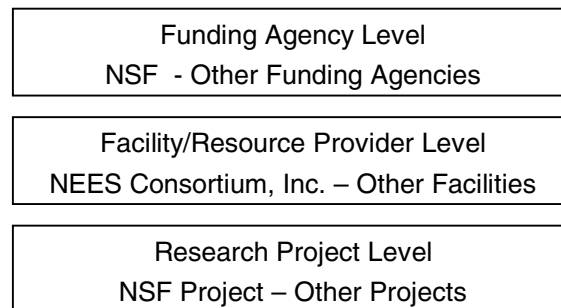 Funding Agency Level
NSF  - Other Funding Agencies
Facility/Resource Provider Level
NEES Consortium, Inc. – Other Facilities
Research Project Level
NSF Project – Other Projects